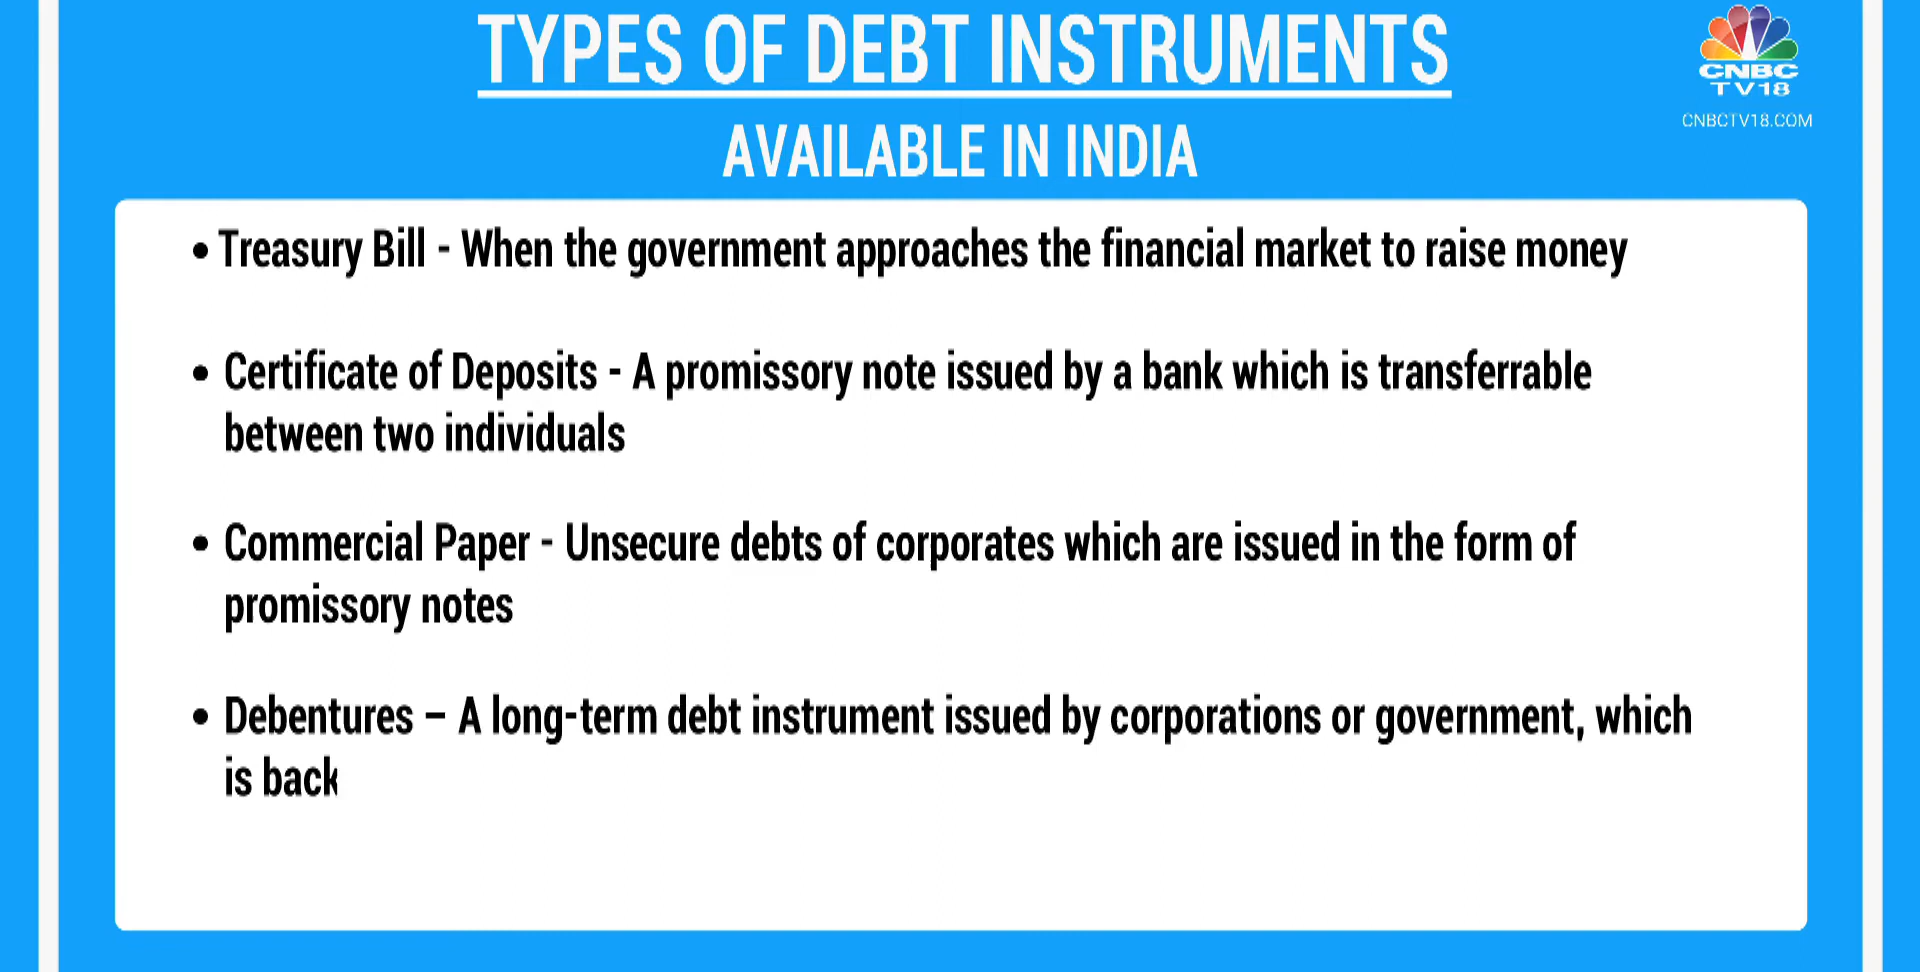 TYPES OF DEBT INSTRUMENTS
AVAILABLE IN INDIA
CNBC
TV18
CNBCTV18.COM
• Treasury Bill - When the government approaches the financial market to raise money
• Certificate of Deposits - A promissory note issued by a bank which is transferrable
between two individuals
• Commercial Paper - Unsecure debts of corporates which are issued in the form of
promissory notes
• Debentures – A long-term debt instrument issued by corporations or government, which
is back